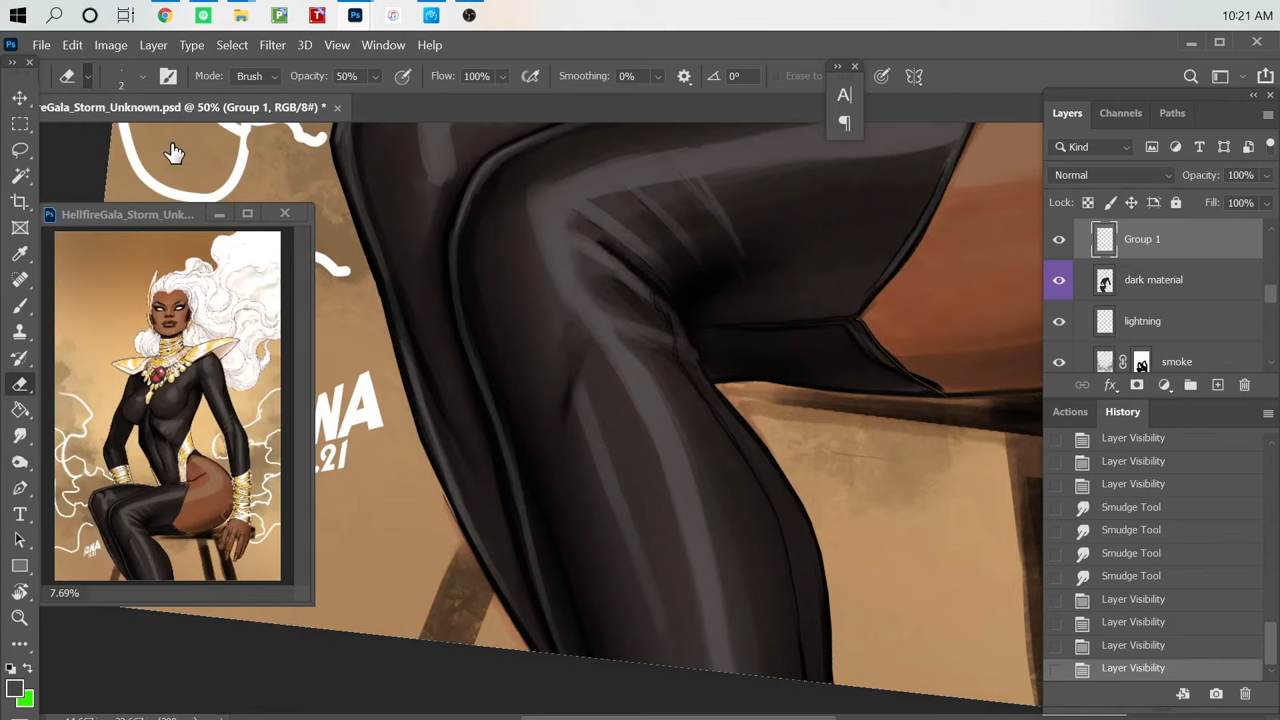 10:21 AM
File Edit Image Layer Type Select Filter 3D View Window Help
2 Mode: Brush Opacity: 50% Flow: 100% Smoothing: 0% 0° Erase to
reGala_Storm_Unknown.psd @ 50% (Group 1, RGB/8#) *
HellfireGala_Storm_Unk...
7.69%
Layers Channels Paths
Kind
Normal Opacity: 100%
Lock: Fill: 100%
Group 1
dark material
lightning
smoke
Actions History
Layer Visibility
Layer Visibility
Layer Visibility
Smudge Tool
Smudge Tool
Smudge Tool
Smudge Tool
Layer Visibility
Layer Visibility
Layer Visibility
Layer Visibility